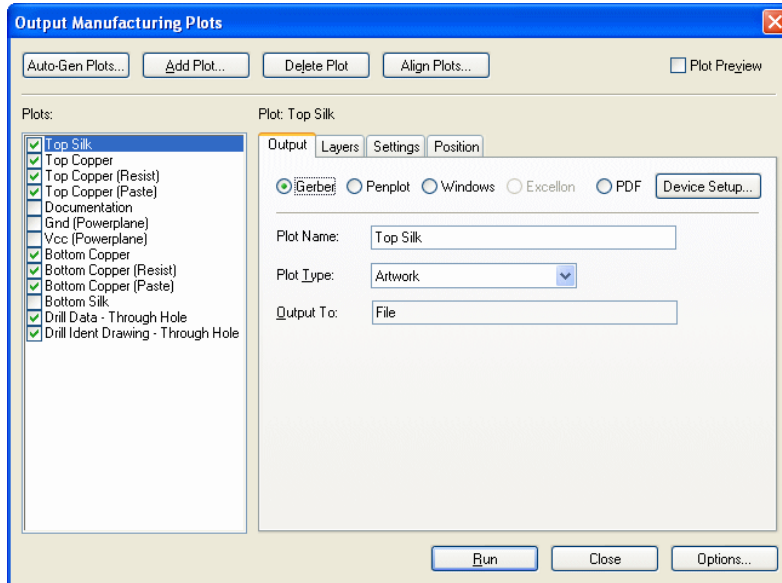 Output Manufacturing Plots
Auto-Gen Plots... Add Plot... Delete Plot Align Plots... Plot Preview
Plots:
Top Silk
Top Copper
Top Copper (Resist)
Top Copper (Paste)
Documentation
Gnd (Powerplane)
Vcc (Powerplane)
Bottom Copper
Bottom Copper (Resist)
Bottom Copper (Paste)
Bottom Silk
Drill Data - Through Hole
Drill Ident Drawing - Through Hole
Plot: Top Silk
Output Layers Settings Position
Gerber Penplot Windows Excellon PDF Device Setup...
Plot Name: Top Silk
Plot Type: Artwork
Output To: File
Run Close Options...